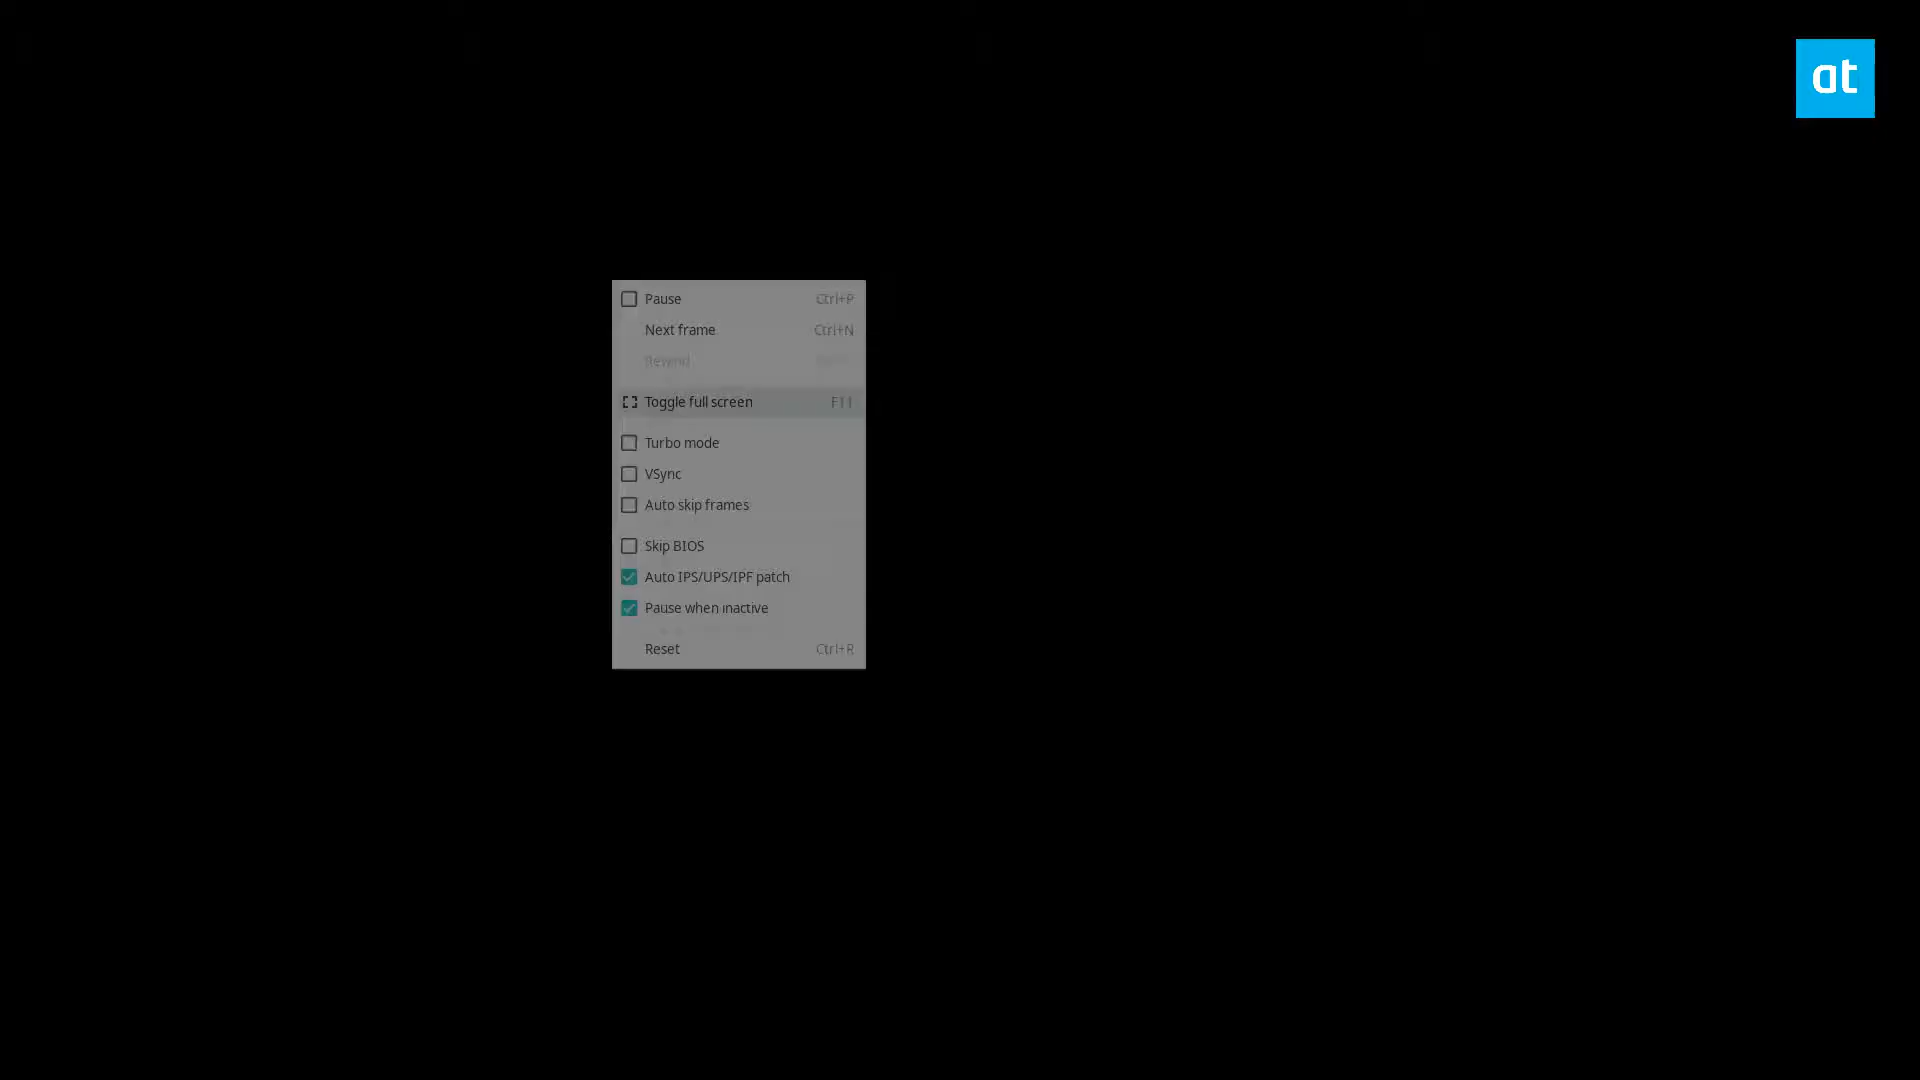 at
Pause Ctrl+P
Next frame Ctrl+N
Rewind
Toggle full screen F11
Turbo mode
VSync
Auto skip frames
Skip BIOS
Auto IPS/UPS/IPF patch
Pause when inactive
Reset Ctrl+R